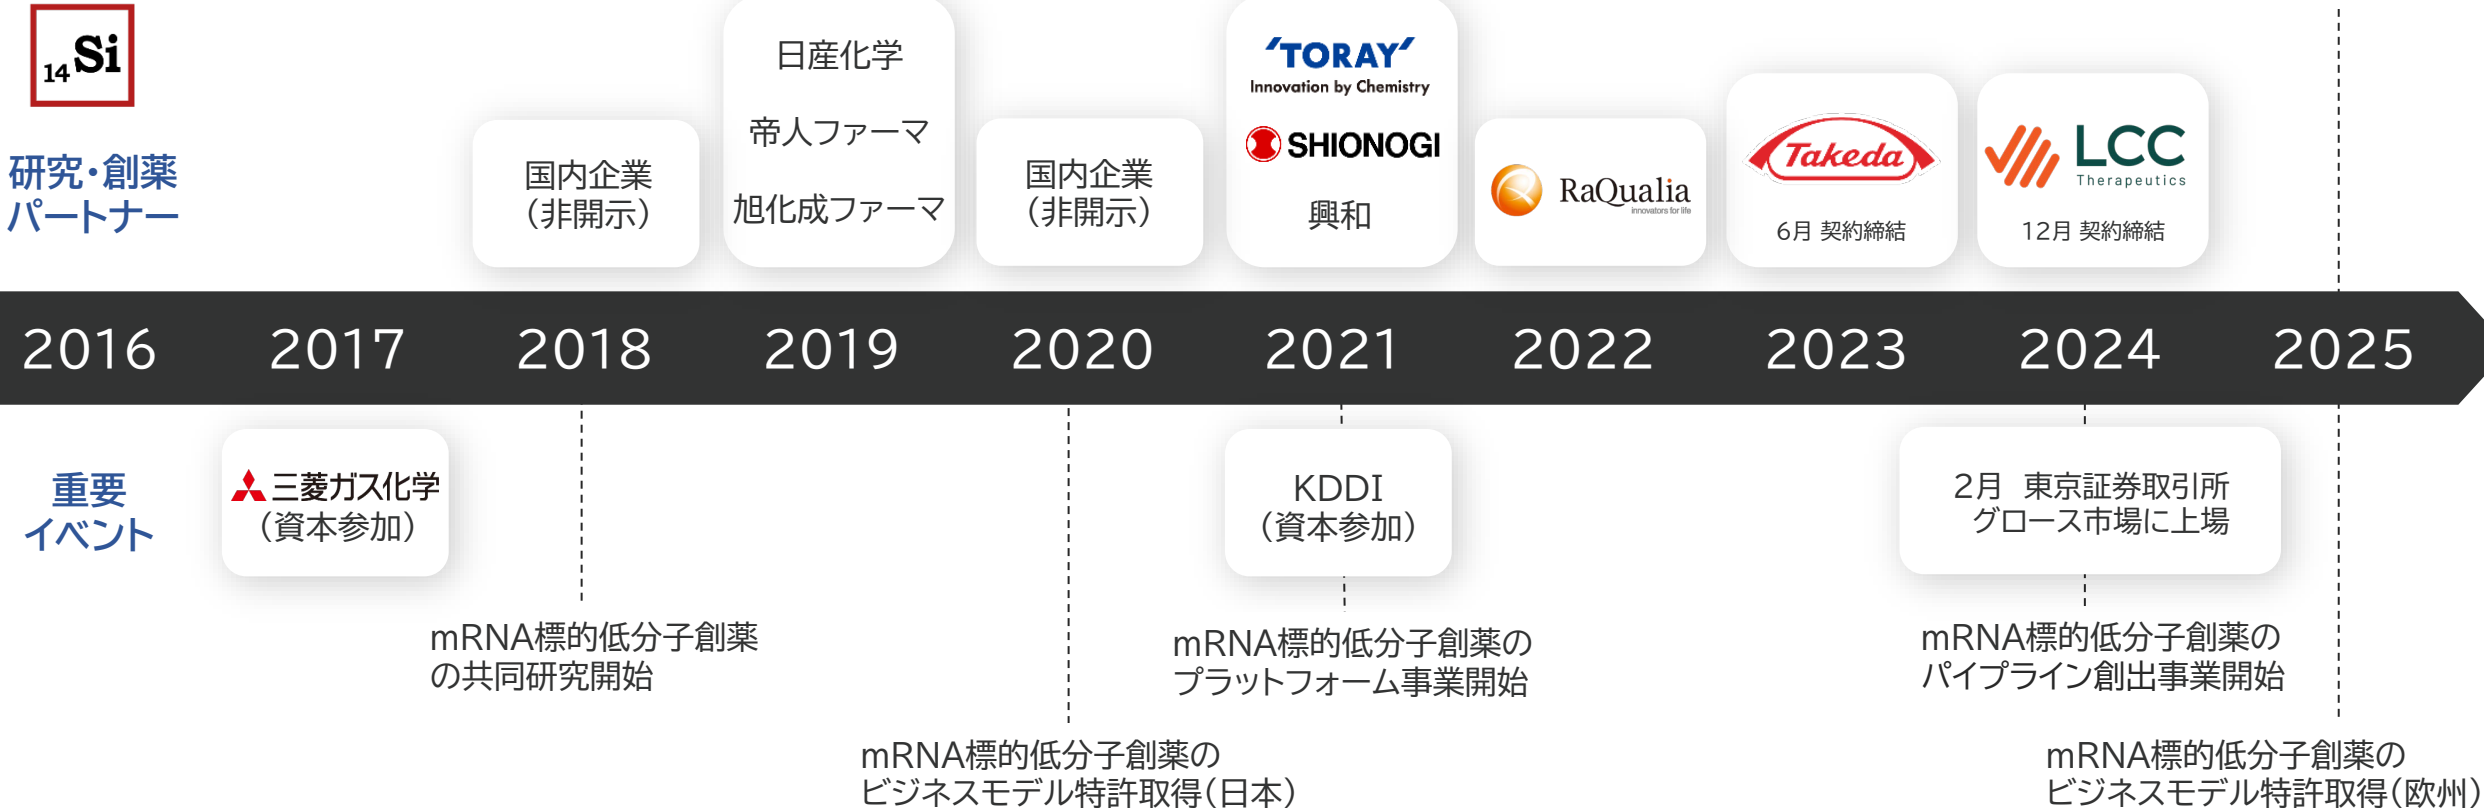 14Si
研究・創薬
パートナー
国内企業
(非開示)
日産化学
帝人ファーマ
旭化成ファーマ
国内企業
(非開示)
'TORAY'
Innovation by Chemistry
SHIONOGI
興和
RaQualia
innovators for life
Takeda
6月 契約締結
LCC
Therapeutics
12月 契約締結
2016 2017 2018 2019 2020 2021 2022 2023 2024 2025
重要
イベント
三菱ガス化学
(資本参加)
KDDI
(資本参加)
2月 東京証券取引所
グロース市場に上場
mRNA標的低分子創薬
の共同研究開始
mRNA標的低分子創薬の
プラットフォーム事業開始
mRNA標的低分子創薬の
パイプライン創出事業開始
mRNA標的低分子創薬の
ビジネスモデル特許取得(日本)
mRNA標的低分子創薬の
ビジネスモデル特許取得(欧州)